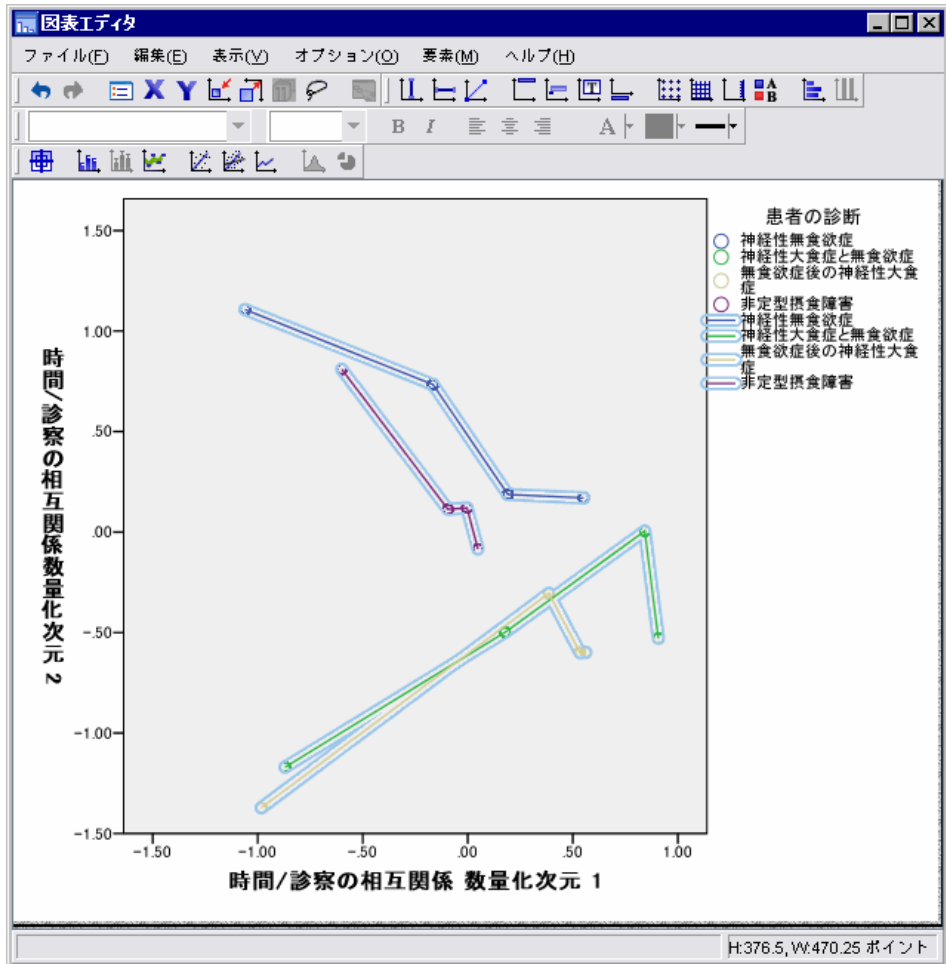 図表エディタ
ファイル(F) 編集(E) 表示(V) オプション(O) 要素(M) ヘルプ(H)
X Y T A B
B I A
患者の診断
神経性無食欲症
神経性大食症と無食欲症
無食欲症後の神経性大食
症
非定型摂食障害
神経性無食欲症
神経性大食症と無食欲症
無食欲症後の神経性大食
症
非定型摂食障害
時間/診察の相互関係数量化次元 2
1.50
1.00
.50
.00
-.50
-1.00
-1.50
-1.50 -1.00 -.50 .00 .50 1.00
時間/診察の相互関係 数量化次元 1
H:376.5, W:470.25 ポイント